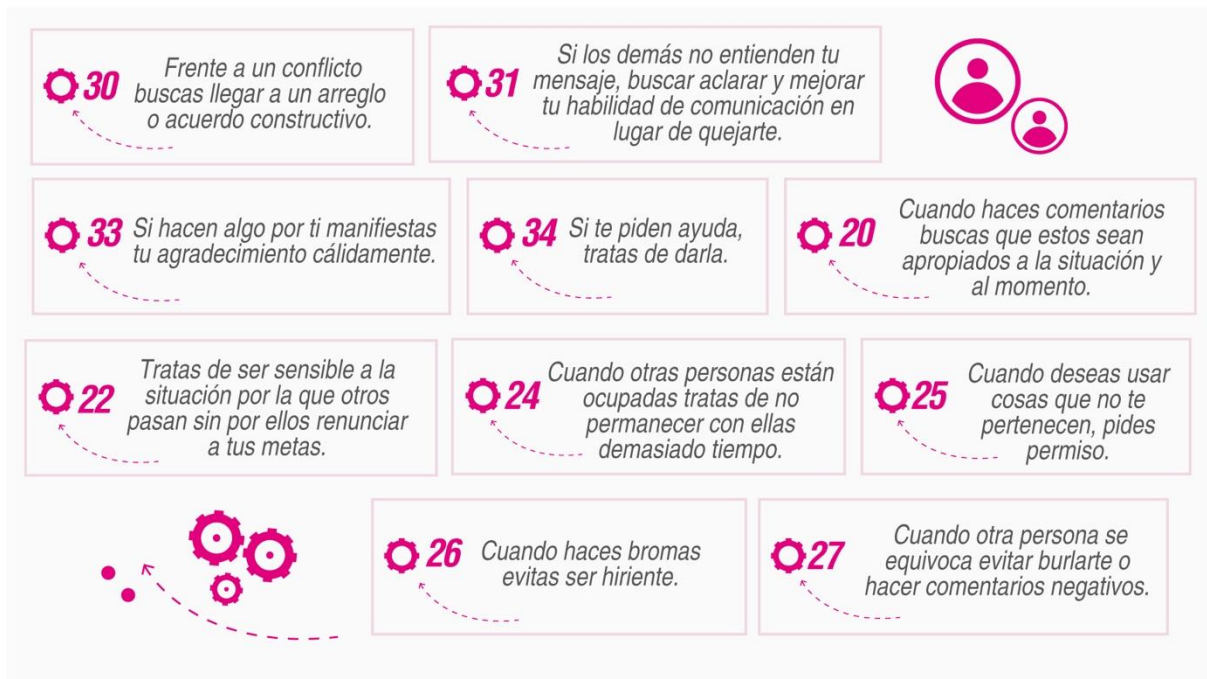 30
Frente a un conflicto
buscas llegar a un arreglo
o acuerdo constructivo.
31
Si los demás no entienden tu
mensaje, buscar aclarar y mejorar
tu habilidad de comunicación en
lugar de quejarte.
33
Si hacen algo por ti manifiestas
tu agradecimiento cálidamente.
34
Si te piden ayuda,
tratas de darla.
20
Cuando haces comentarios
buscas que estos sean
apropiados a la situación y
al momento.
22
Tratas de ser sensible a la
situación por la que otros
pasan sin por ellos renunciar
a tus metas.
24
Cuando otras personas están
ocupadas tratas de no
permanecer con ellas
demasiado tiempo.
25
Cuando deseas usar
cosas que no te
pertenecen, pides
permiso.
26
Cuando haces bromas
evitas ser hiriente.
27
Cuando otra persona se
equivoca evitar burlarte o
hacer comentarios negativos.